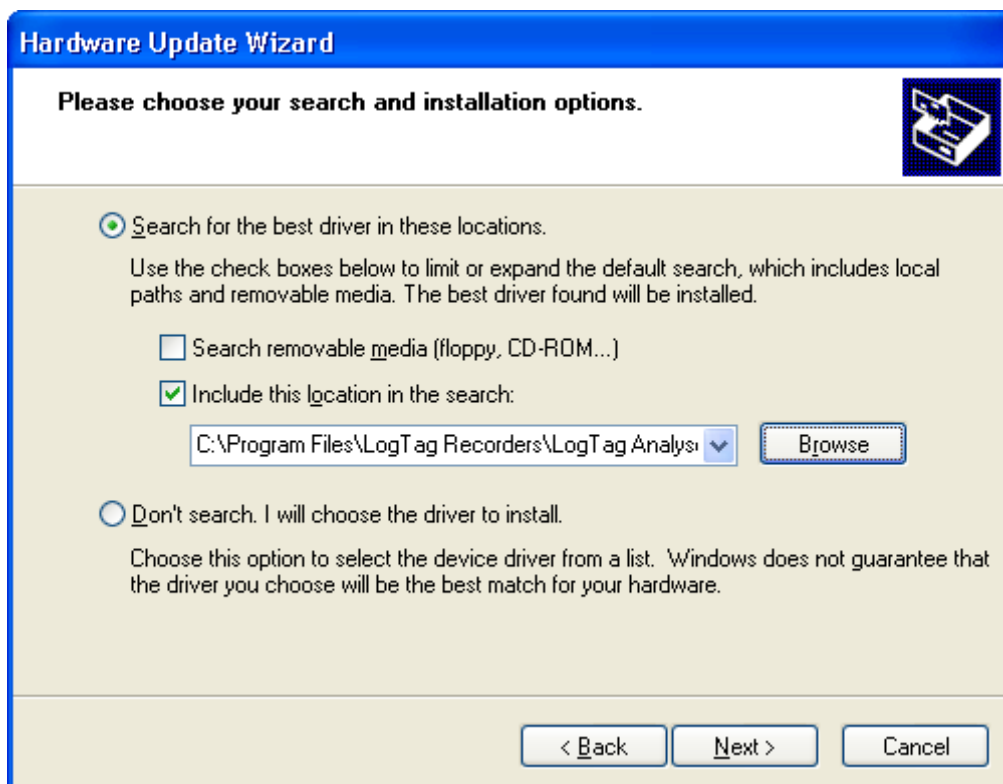 Hardware Update Wizard
Please choose your search and installation options.
Search for the best driver in these locations.
Use the check boxes below to limit or expand the default search, which includes local
paths and removable media. The best driver found will be installed.
Search removable media (floppy, CD-ROM...)
Include this location in the search:
C:\Program Files\LogTag Recorders\LogTag Analys
Browse
Don't search. I will choose the driver to install.
Choose this option to select the device driver from a list.  Windows does not guarantee that
the driver you choose will be the best match for your hardware.
< Back
Next >
Cancel